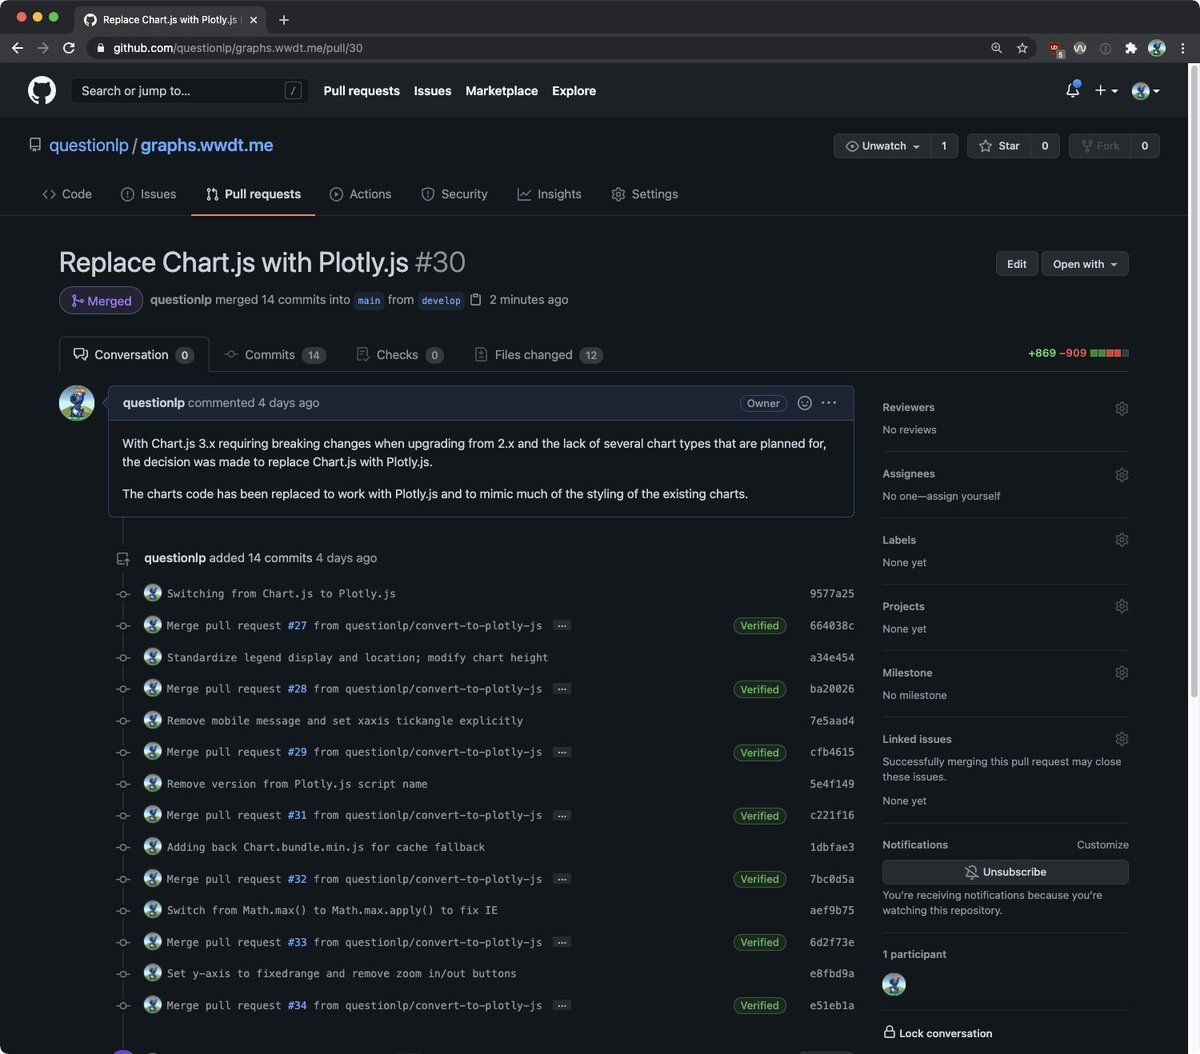 Replace Chart.js with Plotly.js
github.com/questionlp/graphs.wwdt.me/pull/30
Search or jump to... / Pull requests Issues Marketplace Explore
questionlp / graphs.wwdt.me Unwatch 1 Star 0 Fork 0
Code Issues Pull requests Actions Security Insights Settings
Replace Chart.js with Plotly.js #30 Edit Open with
Merged questionlp merged 14 commits into main from develop 2 minutes ago
Conversation 0 Commits 14 Checks 0 Files changed 12 +869 −909
questionlp commented 4 days ago Owner ...
With Chart.js 3.x requiring breaking changes when upgrading from 2.x and the lack of several chart types that are planned for,
the decision was made to replace Chart.js with Plotly.js.
The charts code has been replaced to work with Plotly.js and to mimic much of the styling of the existing charts.
questionlp added 14 commits 4 days ago
Switching from Chart.js to Plotly.js 9577a25
Merge pull request #27 from questionlp/convert-to-plotly-js ... Verified 664038c
Standardize legend display and location; modify chart height a34e454
Merge pull request #28 from questionlp/convert-to-plotly-js ... Verified ba20026
Remove mobile message and set xaxis tickangle explicitly 7e5aad4
Merge pull request #29 from questionlp/convert-to-plotly-js ... Verified cfb4615
Remove version from Plotly.js script name 5e4f149
Merge pull request #31 from questionlp/convert-to-plotly-js ... Verified c221f16
Adding back Chart.bundle.min.js for cache fallback 1dbfae3
Merge pull request #32 from questionlp/convert-to-plotly-js ... Verified 7bc0d5a
Switch from Math.max() to Math.max.apply() to fix IE aef9b75
Merge pull request #33 from questionlp/convert-to-plotly-js ... Verified 6d2f73e
Set y-axis to fixedrange and remove zoom in/out buttons e8fbd9a
Merge pull request #34 from questionlp/convert-to-plotly-js ... Verified e51eb1a
Reviewers
No reviews
Assignees
No one—assign yourself
Labels
None yet
Projects
None yet
Milestone
No milestone
Linked issues
Successfully merging this pull request may close
these issues.
None yet
Notifications Customize
Unsubscribe
You're receiving notifications because you're
watching this repository.
1 participant
Lock conversation